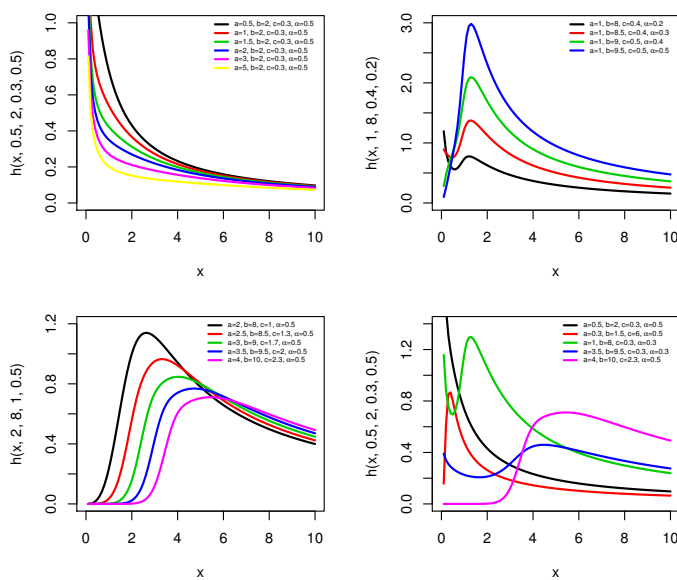 h(x, 0.5, 2, 0.3, 0.5)
1.0
0.8
0.6
0.4
0.2
0.0
a=0.5, b=2, c=0.3, α=0.5
a=1, b=2, c=0.3, α=0.5
a=1.5, b=2, c=0.3, α=0.5
a=2, b=2, c=0.3, α=0.5
a=3, b=2, c=0.3, α=0.5
a=5, b=2, c=0.3, α=0.5
0 2 4 6 8 10
x
h(x, 1, 8, 0.4, 0.2)
3.0
2.0
1.0
0.0
a=1, b=8, c=0.4, α=0.2
a=1, b=8.5, c=0.4, α=0.3
a=1, b=9, c=0.5, α=0.4
a=1, b=9.5, c=0.5, α=0.5
0 2 4 6 8 10
x
h(x, 2, 8, 1, 0.5)
1.2
0.8
0.4
0.0
a=2, b=8, c=1, α=0.5
a=2.5, b=8.5, c=1.3, α=0.5
a=3, b=9, c=1.7, α=0.5
a=3.5, b=9.5, c=2, α=0.5
a=4, b=10, c=2.3, α=0.5
0 2 4 6 8 10
x
h(x, 0.5, 2, 0.3, 0.5)
1.2
0.8
0.4
0.0
a=0.5, b=2, c=0.3, α=0.5
a=0.3, b=1.5, c=6, α=0.5
a=1, b=8, c=0.3, α=0.3
a=3.5, b=9.5, c=0.3, α=0.3
a=4, b=10, c=2.3, α=0.5
0 2 4 6 8 10
x